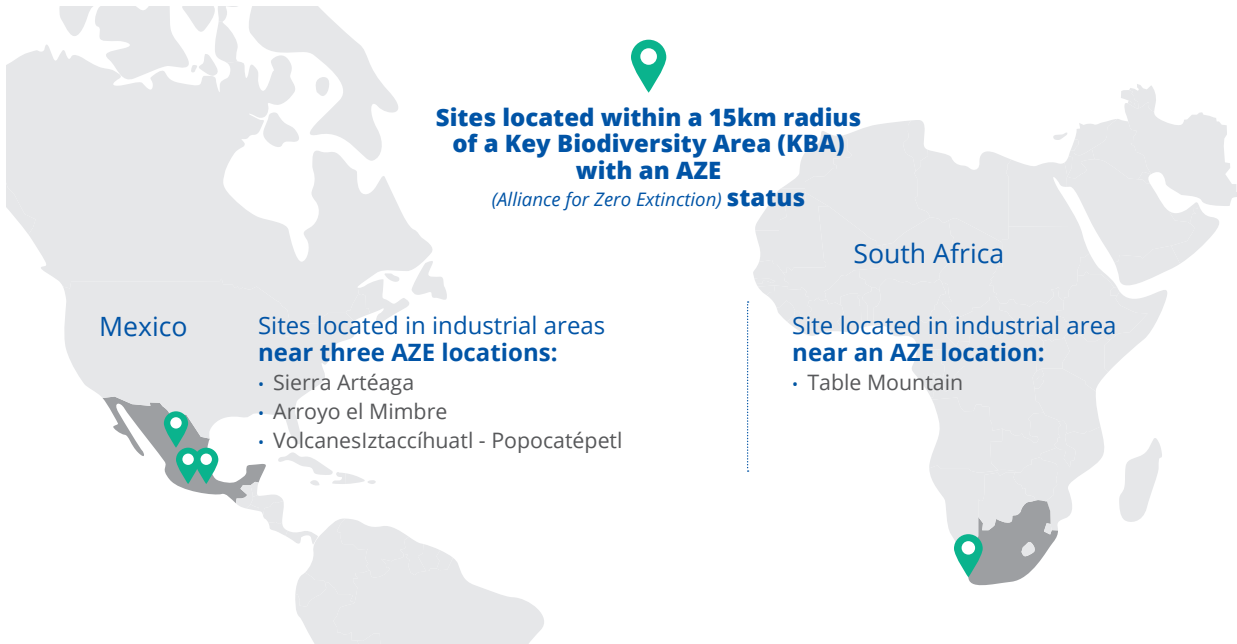 Sites located within a 15km radius
of a Key Biodiversity Area (KBA)
with an AZE
(Alliance for Zero Extinction) status
Mexico
Sites located in industrial areas
near three AZE locations:
• Sierra Artéaga
• Arroyo el Mimbre
• VolcanesIztaccíhuatl - Popocatépetl
South Africa
Site located in industrial area
near an AZE location:
• Table Mountain